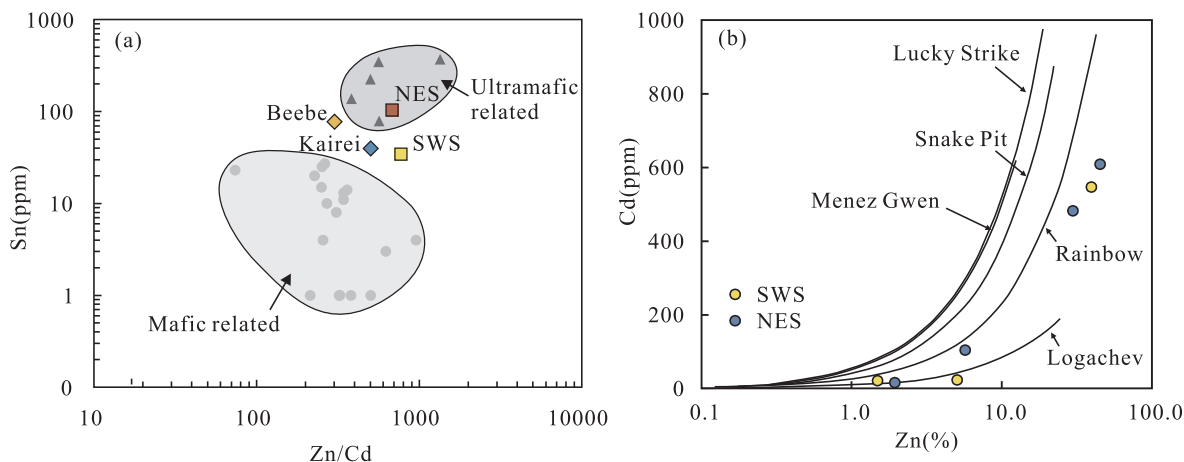 (a)
1000
100
10
1
0
Sn(ppm)
10
100
1000
10000
Zn/Cd
Beebe
Kairei
NES
SWS
Ultramafic
related
Mafic related
(b)
1000
800
600
400
200
0
Cd(ppm)
0.1
1.0
10.0
100.0
Zn(%)
Lucky Strike
Snake Pit
Menez Gwen
Rainbow
Logachev
SWS
NES